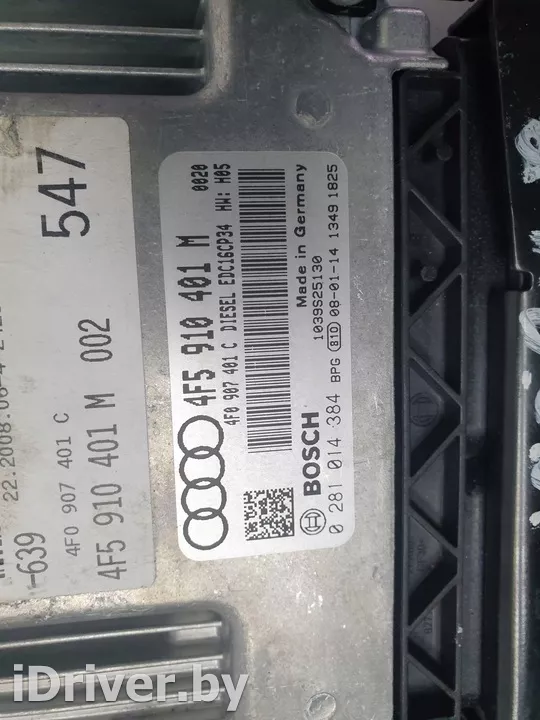 547
22.2008.06
-639
4F0 907 401 C
4F5 910 401 M 002
4F5 910 401 M 0020
4F0 907 401 C DIESEL EDC16CP34 HW: H05
Made in Germany
1039S25130
BOSCH
0 281 014 384 BPG 81D 08-01-14 1349 1825
iDriver.by